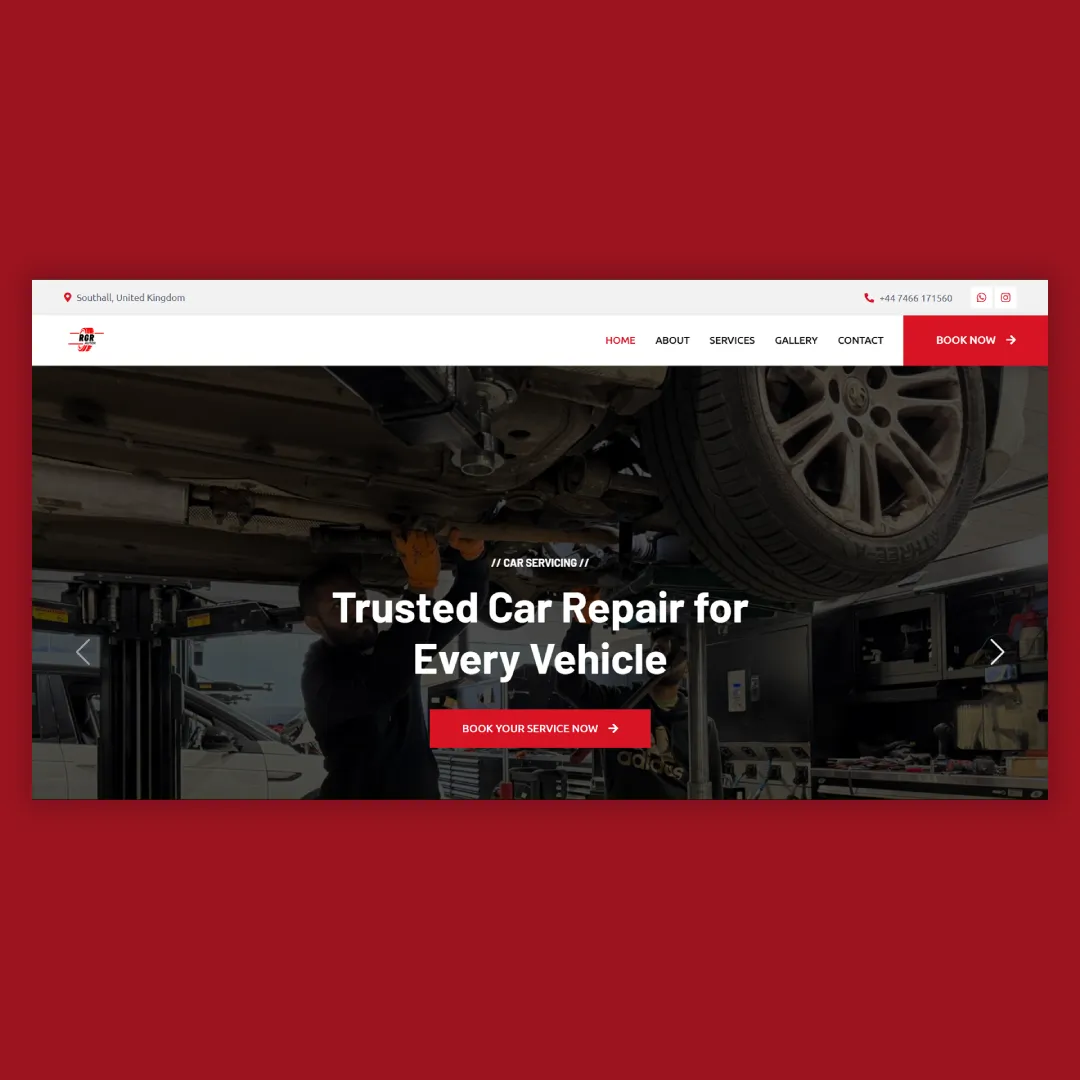 Southall, United Kingdom
+44 7466 171560
RGR
HOME ABOUT SERVICES GALLERY CONTACT BOOK NOW
// CAR SERVICING //
Trusted Car Repair for
Every Vehicle
BOOK YOUR SERVICE NOW
adidas